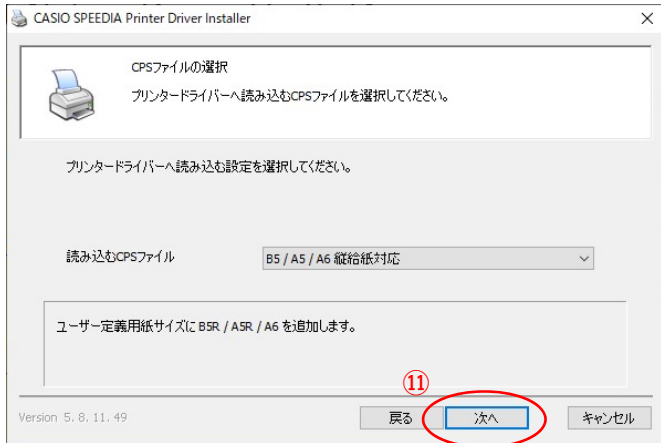 CASIO SPEEDIA Printer Driver Installer
CPSファイルの選択
プリンタードライバーへ読み込むCPSファイルを選択してください。
プリンタードライバーへ読み込む設定を選択してください。
読み込むCPSファイル
B5 / A5 / A6 縦給紙対応
ユーザー定義用紙サイズに B5R / A5R / A6 を追加します。
⑪
Version 5. 8. 11. 49
戻る
次へ
キャンセル